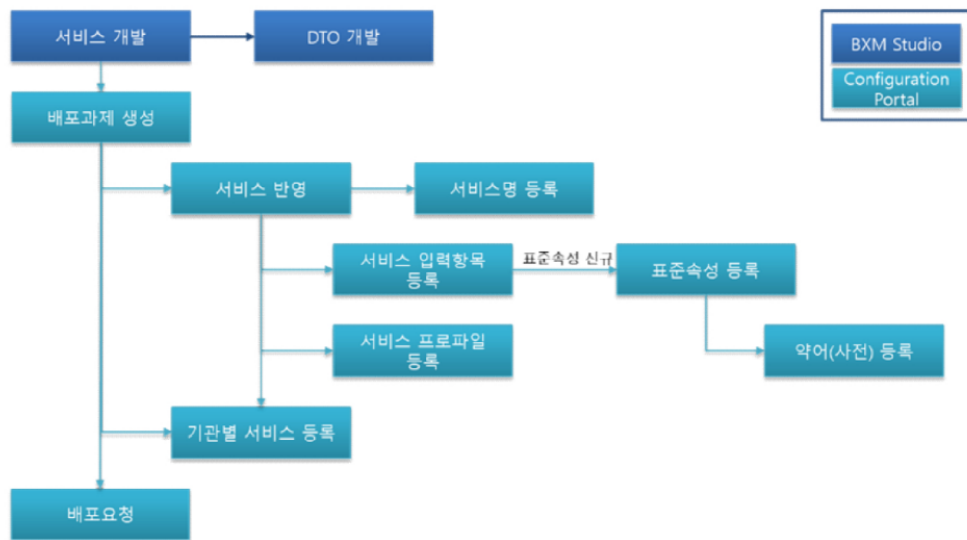 서비스 개발
DTO 개발
BXM Studio
Configuration
Portal
배포과제 생성
서비스 반영
서비스명 등록
서비스 입력항목
등록
표준속성 신규
표준속성 등록
서비스 프로파일
등록
약어(사전) 등록
기관별 서비스 등록
배포요청